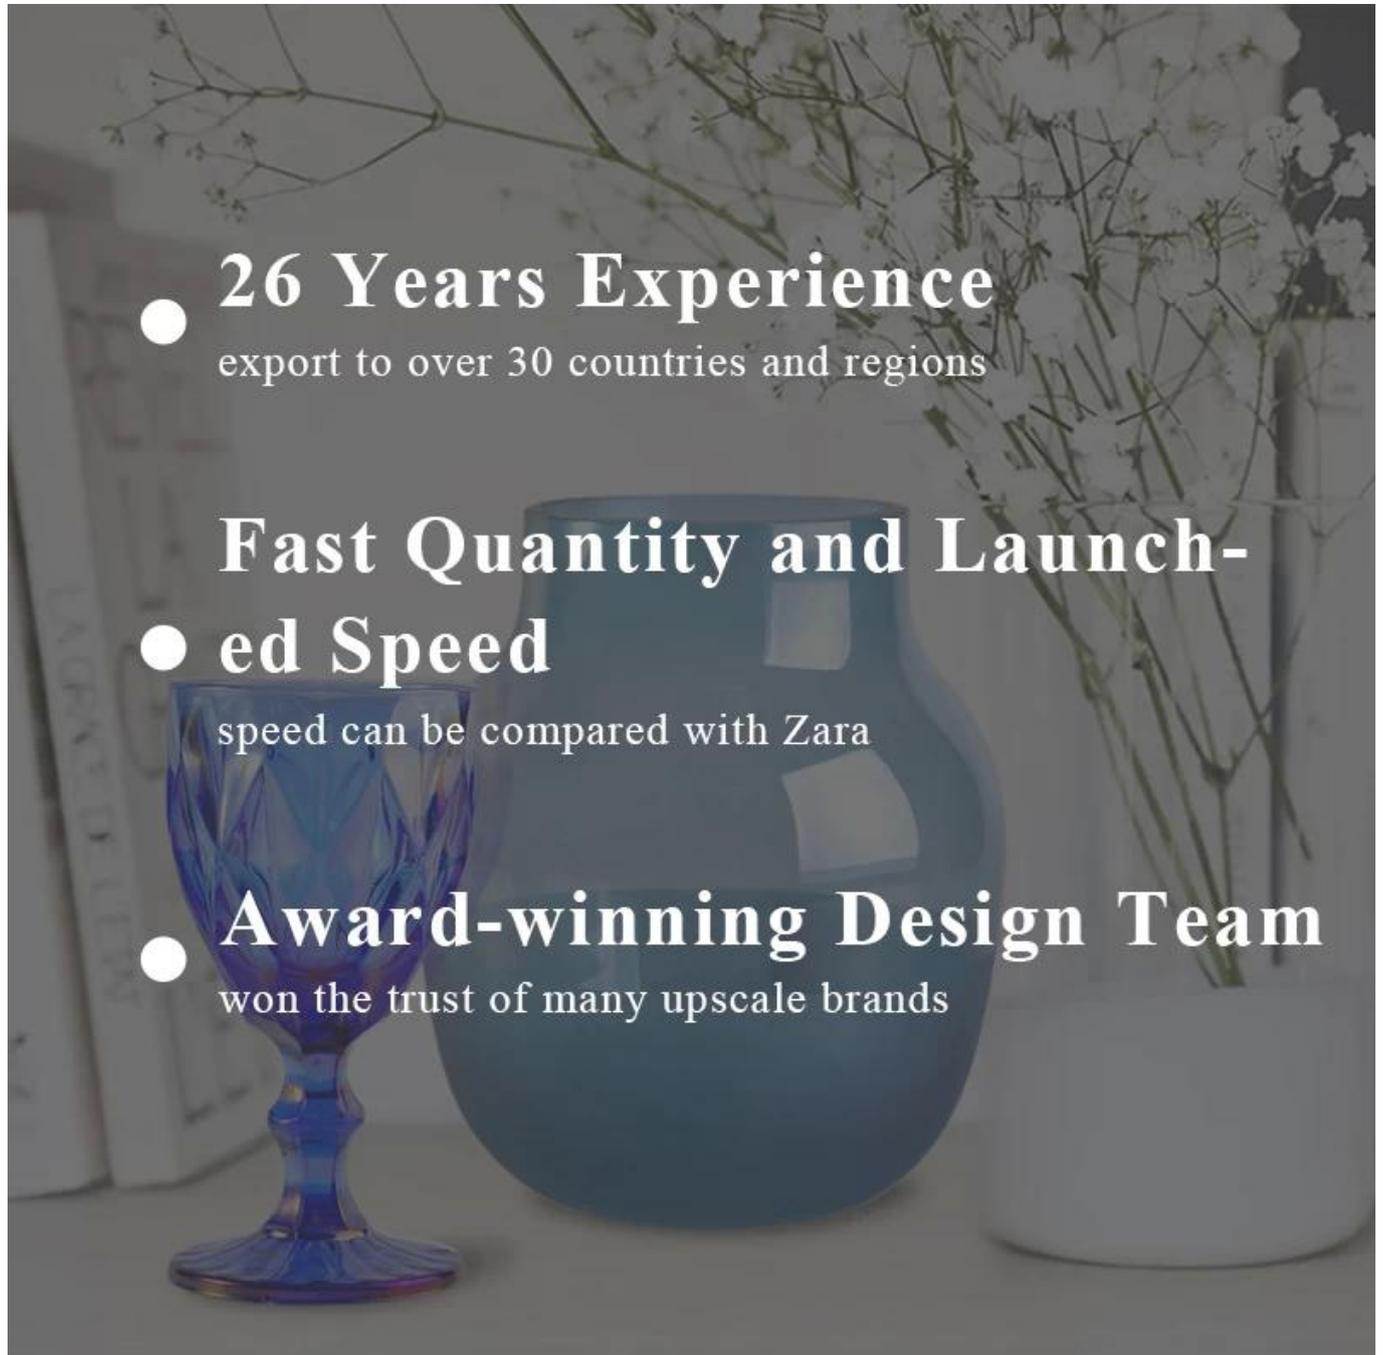 26 Years Experience
export to over 30 countries and regions
Fast Quantity and Launch-
ed Speed
speed can be compared with Zara
Award-winning Design Team
won the trust of many upscale brands